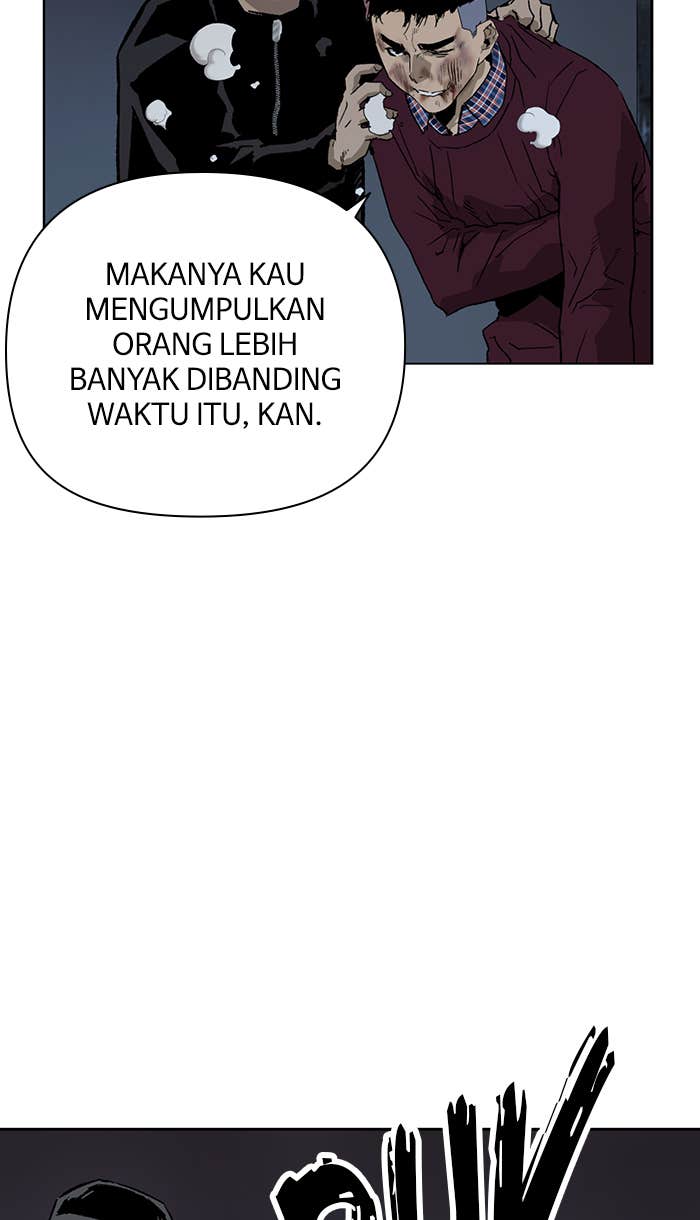 MAKANYA KAU
MENGUMPULKAN
ORANG LEBIH
BANYAK DIBANDING
WAKTU ITU, KAN.